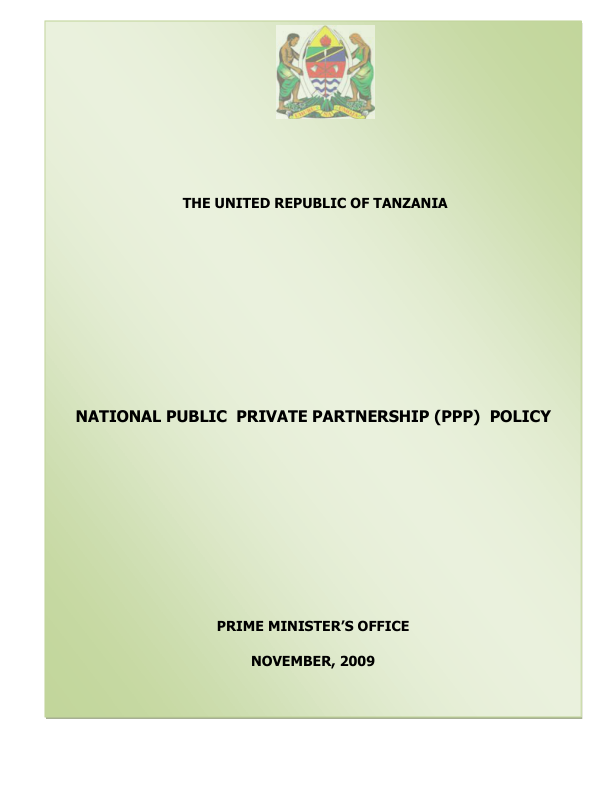 THE UNITED REPUBLIC OF TANZANIA
NATIONAL PUBLIC PRIVATE PARTNERSHIP (PPP) POLICY
PRIME MINISTER’S OFFICE
NOVEMBER, 2009